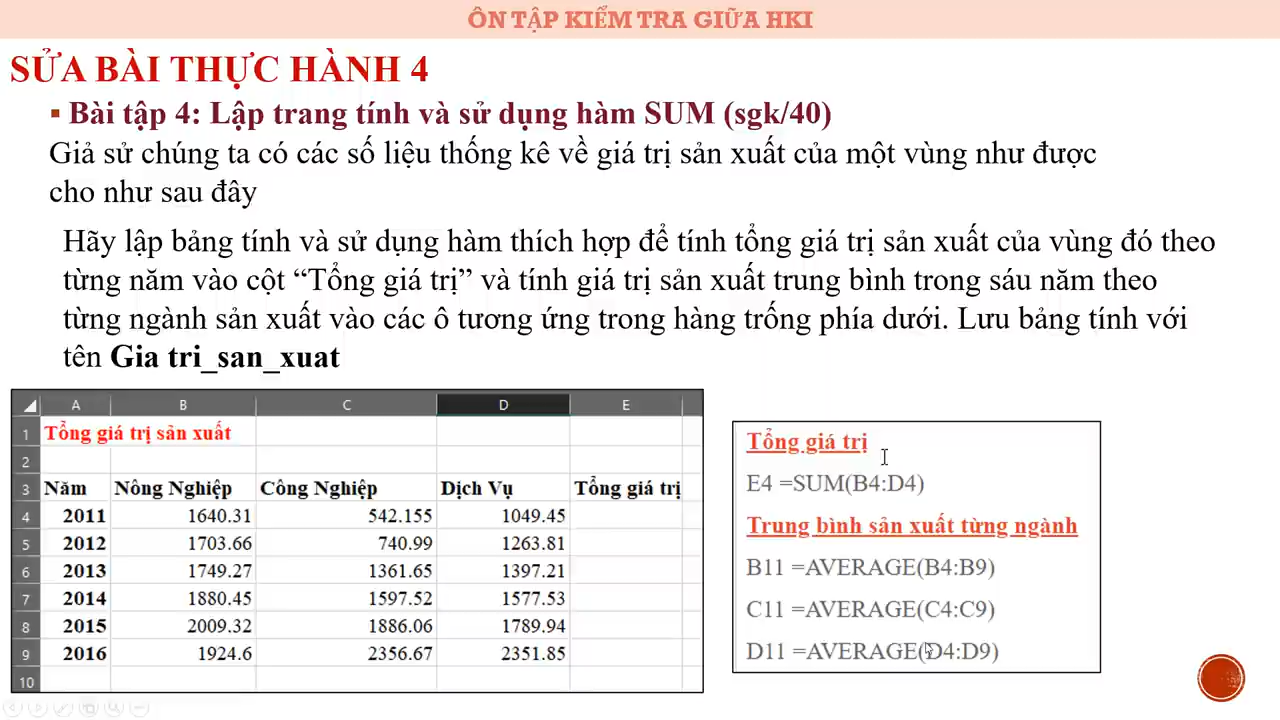 ÔN TẬP KIỂM TRA GIỮA HKI
SỬA BÀI THỰC HÀNH 4
▪ Bài tập 4: Lập trang tính và sử dụng hàm SUM (sgk/40)
Giả sử chúng ta có các số liệu thống kê về giá trị sản xuất của một vùng như được
cho như sau đây
Hãy lập bảng tính và sử dụng hàm thích hợp để tính tổng giá trị sản xuất của vùng đó theo
từng năm vào cột “Tổng giá trị” và tính giá trị sản xuất trung bình trong sáu năm theo
từng ngành sản xuất vào các ô tương ứng trong hàng trống phía dưới. Lưu bảng tính với
tên Gia tri_san_xuat
A B C D E
1 Tổng giá trị sản xuất
2
3 Năm Nông Nghiệp Công Nghiệp Dịch Vụ Tổng giá trị
4 2011 1640.31 542.155 1049.45
5 2012 1703.66 740.99 1263.81
6 2013 1749.27 1361.65 1397.21
7 2014 1880.45 1597.52 1577.53
8 2015 2009.32 1886.06 1789.94
9 2016 1924.6 2356.67 2351.85
10
Tổng giá trị
E4 =SUM(B4:D4)
Trung bình sản xuất từng ngành
B11 =AVERAGE(B4:B9)
C11 =AVERAGE(C4:C9)
D11 =AVERAGE(D4:D9)